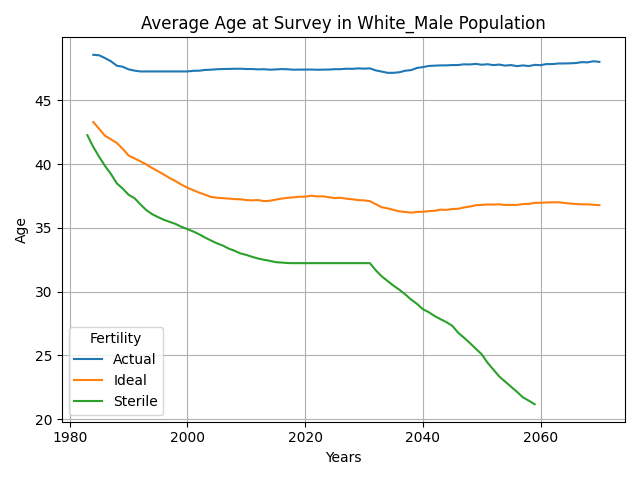 Average Age at Survey in White_Male Population
Age
45
40
35
30
25
20
Fertility
Actual
Ideal
Sterile
1980
2000
2020
2040
2060
Years